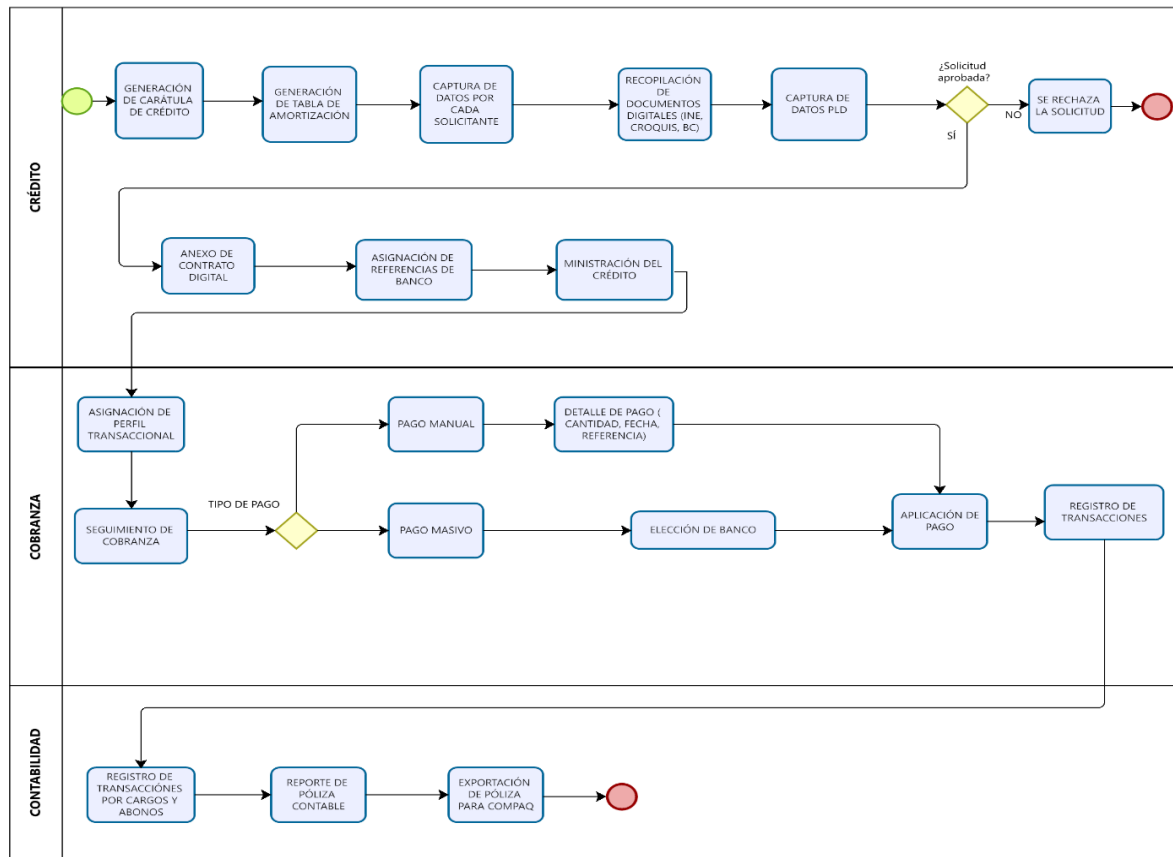 CRÉDITO
GENERACIÓN
DE CARÁTULA
DE CRÉDITO
GENERACIÓN
DE TABLA DE
AMORTIZACIÓN
CAPTURA DE
DATOS POR
CADA
SOLICITANTE
RECOPILACIÓN
DE
DOCUMENTOS
DIGITALES (INE,
CROQUIS, BC)
CAPTURA DE
DATOS PLD
¿Solicitud
aprobada?
NO
SÍ
SE RECHAZA
LA SOLICITUD
ANEXO DE
CONTRATO
DIGITAL
ASIGNACIÓN DE
REFERENCIAS DE
BANCO
MINISTRACIÓN DEL
CRÉDITO
COBRANZA
ASIGNACIÓN DE
PERFIL
TRANSACCIONAL
SEGUIMIENTO DE
COBRANZA
TIPO DE PAGO
PAGO MANUAL
DETALLE DE PAGO (
CANTIDAD, FECHA,
REFERENCIA)
PAGO MASIVO
ELECCIÓN DE BANCO
APLICACIÓN DE
PAGO
REGISTRO DE
TRANSACCIONES
CONTABILIDAD
REGISTRO DE
TRANSACCIÓNES
POR CARGOS Y
ABONOS
REPORTE DE
PÓLIZA
CONTABLE
EXPORTACIÓN
DE PÓLIZA
PARA COMPAQ